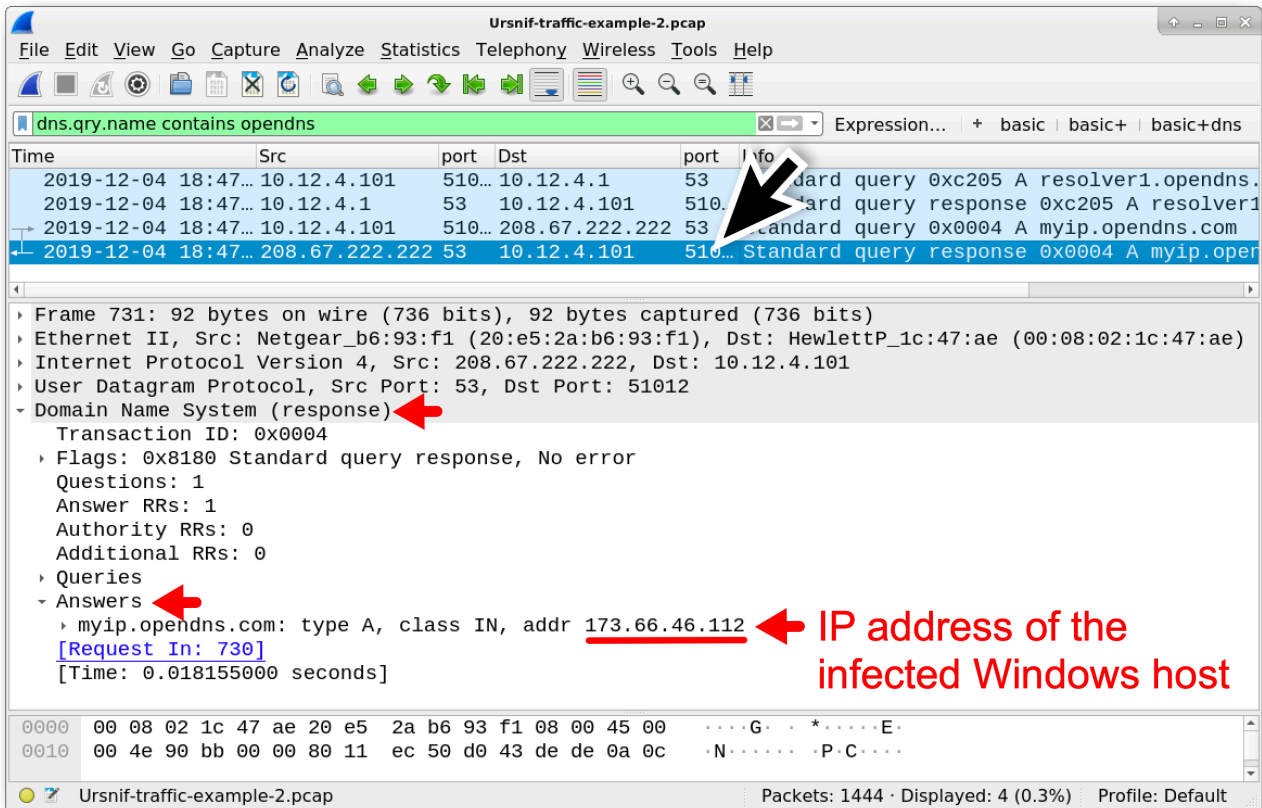 Ursnif-traffic-example-2.pcap
File Edit View Go Capture Analyze Statistics Telephony Wireless Tools Help
dns.qry.name contains opendns Expression... + basic basic+ basic+dns
Time Src port Dst port Info
2019-12-04 18:47… 10.12.4.101 510… 10.12.4.1 53 query 0xc205 A resolver1.opendns.
2019-12-04 18:47… 10.12.4.1 53 10.12.4.101 510… query response 0xc205 A resolver1
2019-12-04 18:47… 10.12.4.101 510… 208.67.222.222 53 Standard query 0x0004 A myip.opendns.com
2019-12-04 18:47… 208.67.222.222 53 10.12.4.101 510… Standard query response 0x0004 A myip.open
Frame 731: 92 bytes on wire (736 bits), 92 bytes captured (736 bits)
Ethernet II, Src: Netgear_b6:93:f1 (20:e5:2a:b6:93:f1), Dst: HewlettP_1c:47:ae (00:08:02:1c:47:ae)
Internet Protocol Version 4, Src: 208.67.222.222, Dst: 10.12.4.101
User Datagram Protocol, Src Port: 53, Dst Port: 51012
Domain Name System (response)
Transaction ID: 0x0004
Flags: 0x8180 Standard query response, No error
Questions: 1
Answer RRs: 1
Authority RRs: 0
Additional RRs: 0
Queries
Answers
myip.opendns.com: type A, class IN, addr 173.66.46.112
[Request In: 730]
[Time: 0.018155000 seconds]
IP address of the
infected Windows host
0000 00 08 02 1c 47 ae 20 e5 2a b6 93 f1 08 00 45 00 ····G· · *·····E·
0010 00 4e 90 bb 00 00 80 11 ec 50 d0 43 de de 0a 0c ·N······ ·P·C····
Ursnif-traffic-example-2.pcap Packets: 1444 · Displayed: 4 (0.3%) Profile: Default